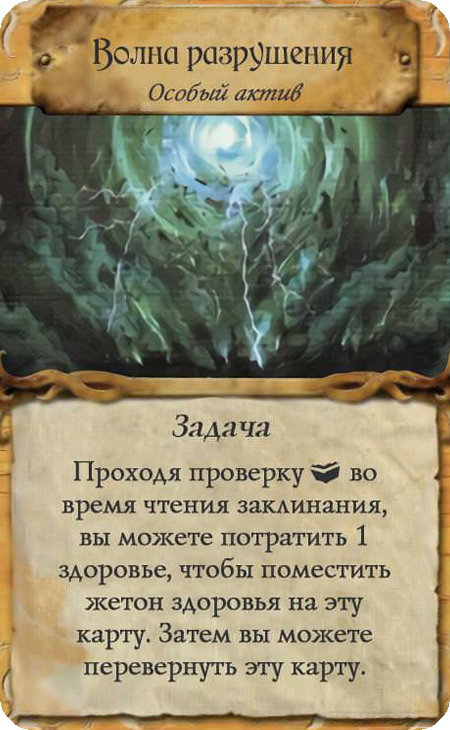 Волна разрушения
Особый актив
Задача
Проходя проверку во
время чтения заклинания,
вы можете потратить 1
здоровье, чтобы поместить
жетон здоровья на эту
карту. Затем вы можете
перевернуть эту карту.